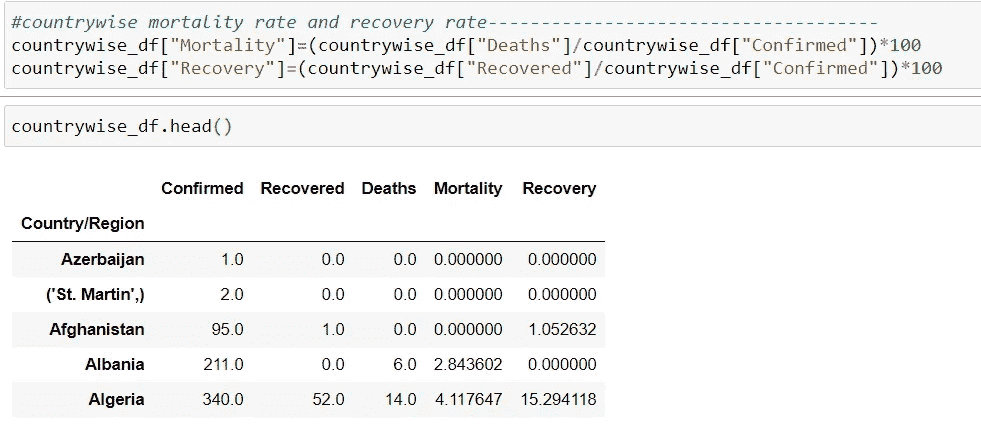 #countrywise mortality rate and recovery rate-----------------------------------
countrywise_df["Mortality"]=(countrywise_df["Deaths"]/countrywise_df["Confirmed"])*100
countrywise_df["Recovery"]=(countrywise_df["Recovered"]/countrywise_df["Confirmed"])*100
countrywise_df.head()
Confirmed Recovered Deaths Mortality Recovery
Country/Region
Azerbaijan 1.0 0.0 0.0 0.000000 0.000000
('St. Martin',) 2.0 0.0 0.0 0.000000 0.000000
Afghanistan 95.0 1.0 0.0 0.000000 1.052632
Albania 211.0 0.0 6.0 2.843602 0.000000
Algeria 340.0 52.0 14.0 4.117647 15.294118